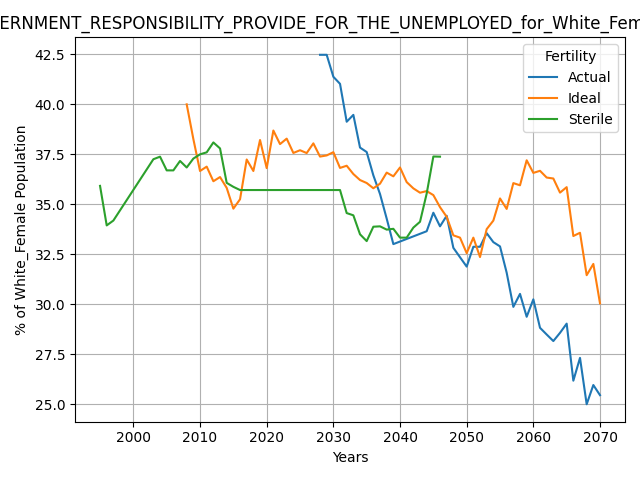 ERNMENT_RESPONSIBILITY_PROVIDE_FOR_THE_UNEMPLOYED_for_White_Fem
Fertility
Actual
Ideal
Sterile
% of White_Female Population
42.5
40.0
37.5
35.0
32.5
30.0
27.5
25.0
2000 2010 2020 2030 2040 2050 2060 2070
Years